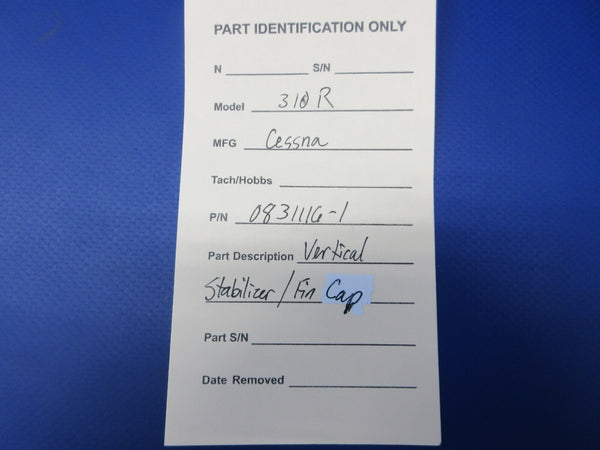 PART IDENTIFICATION ONLY
N S/N
Model 310 R
MFG Cessna
Tach/Hobbs
P/N 0831116-1
Part Description Vertical
Stabilizer / Fin Cap
Part S/N
Date Removed